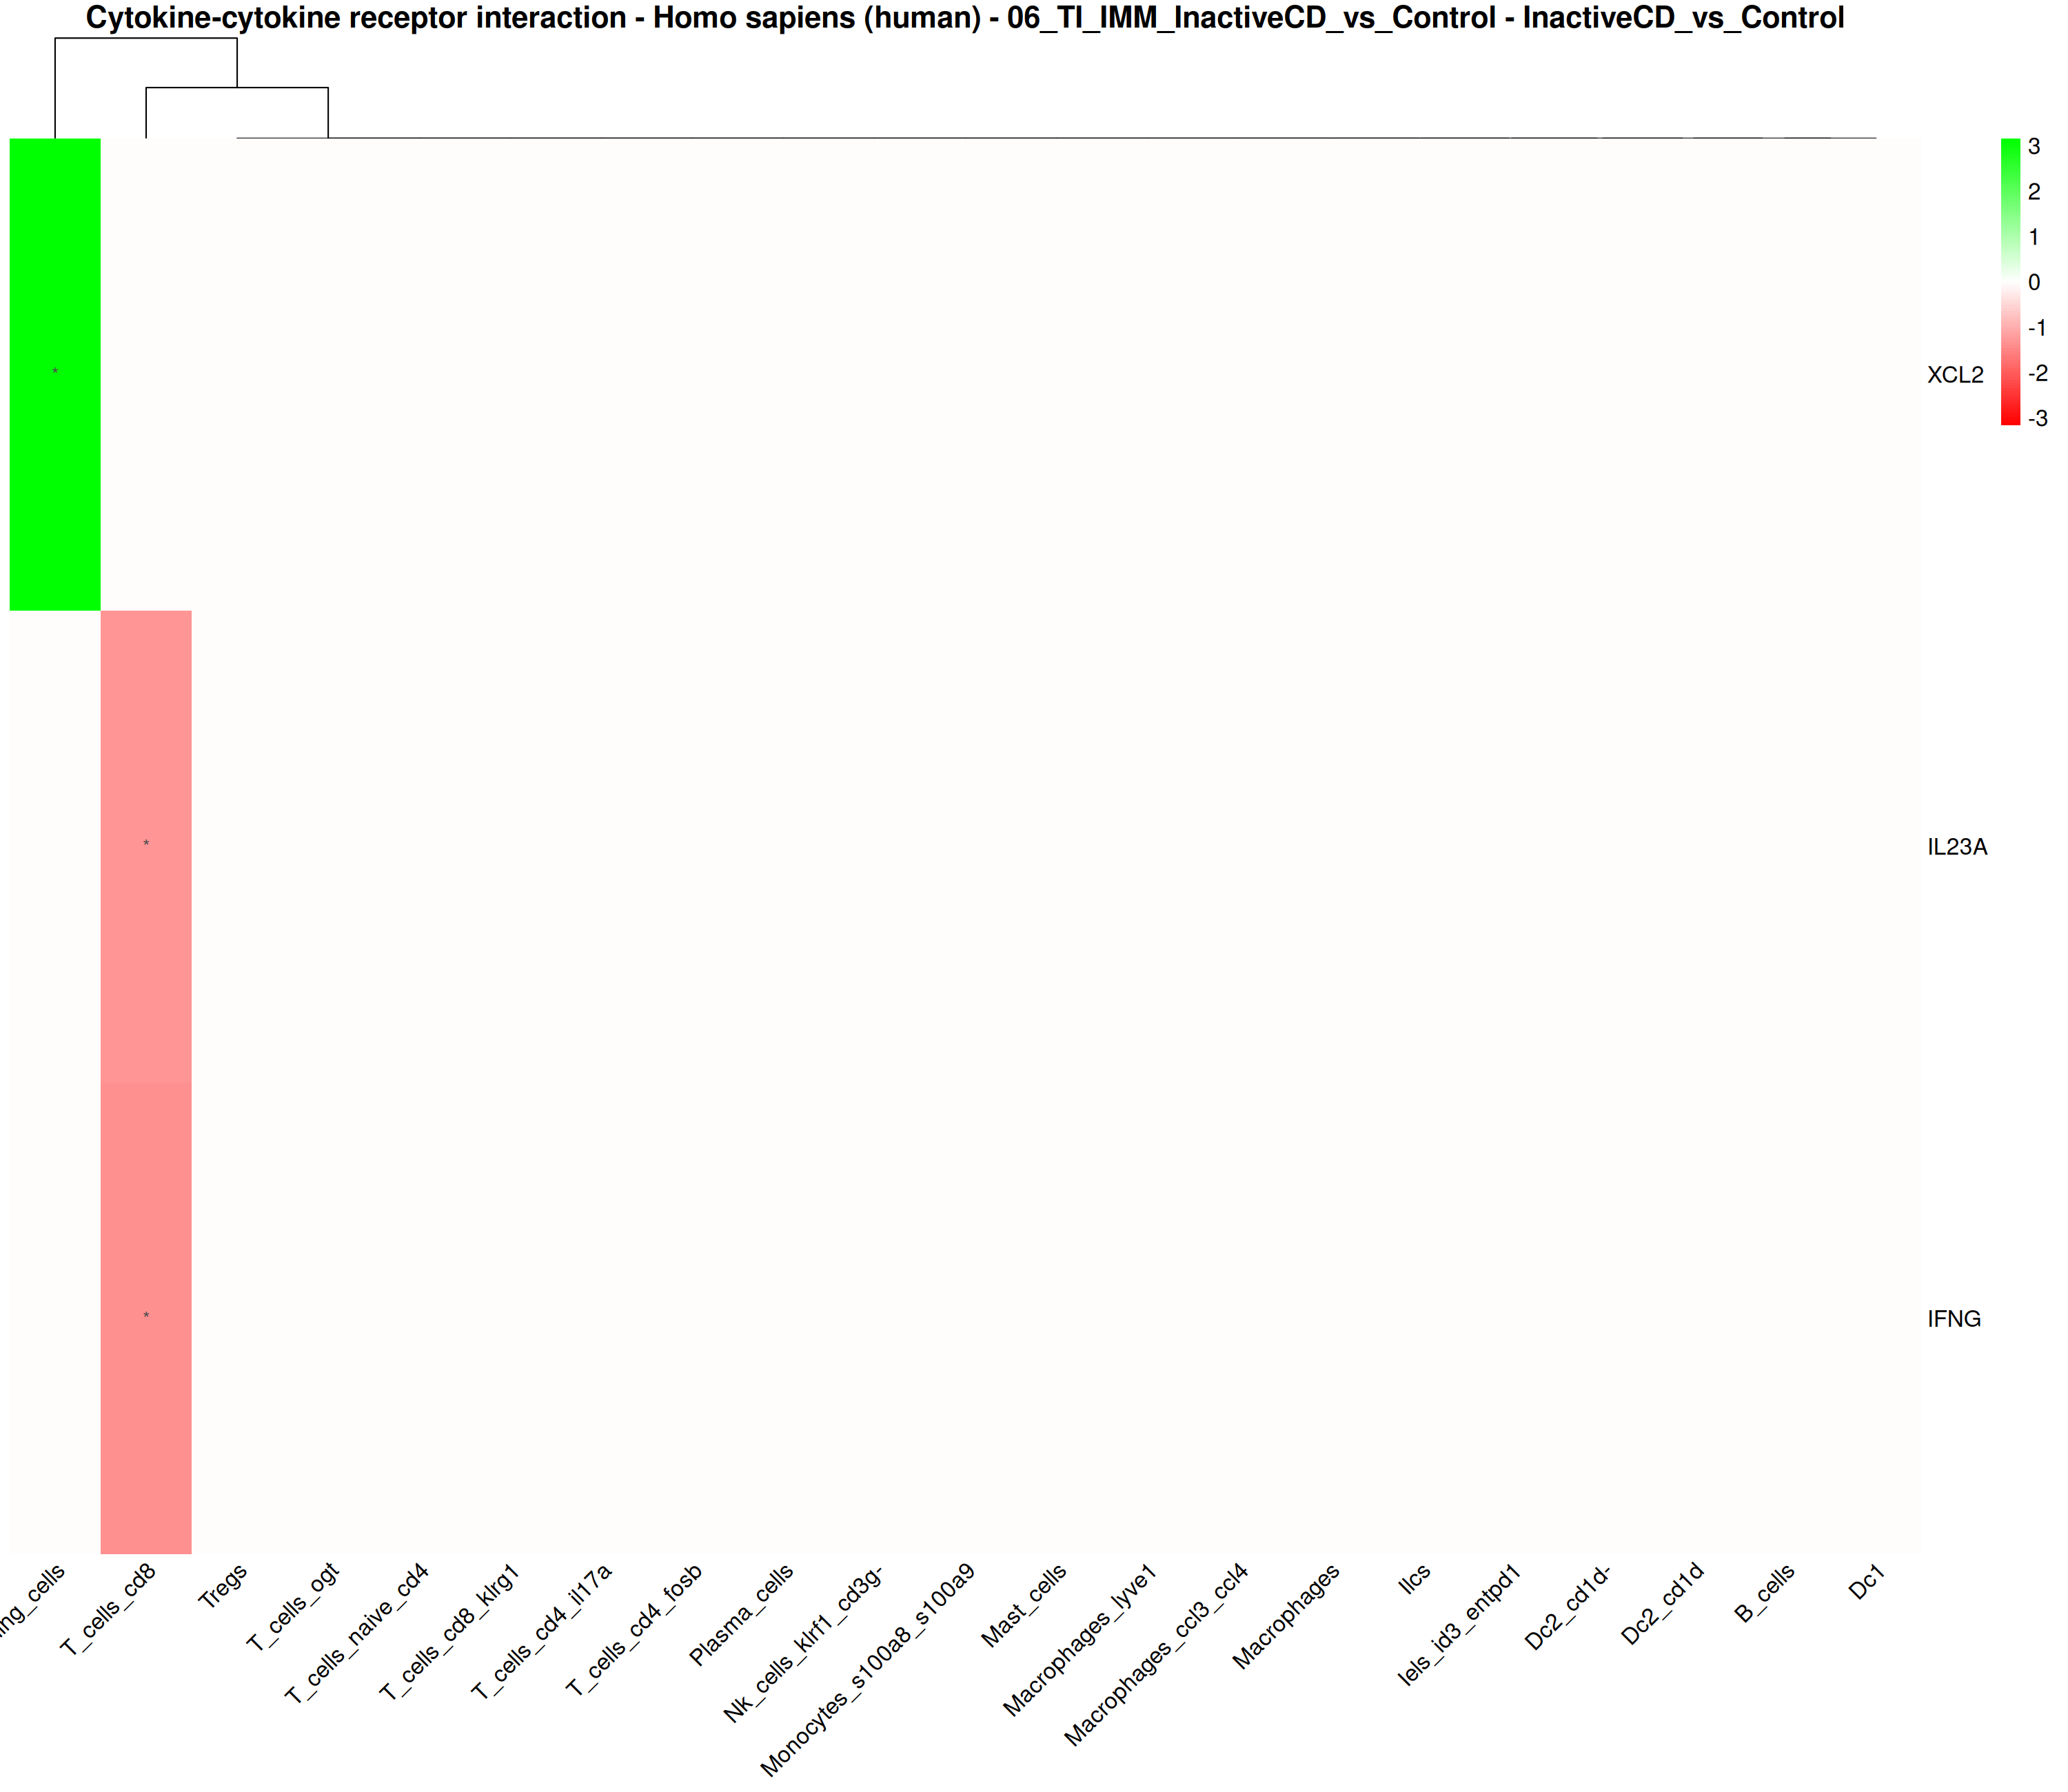 Cytokine-cytokine receptor interaction - Homo sapiens (human) - 06_TI_IMM_InactiveCD_vs_Control - InactiveCD_vs_Control
3
2
1
0
-1
-2
-3
*
XCL2
*
IL23A
*
IFNG
T_cells_cd8
Tregs
T_cells_ogt
T_cells_naive_cd4
T_cells_cd8_klrg1
T_cells_cd4_il17a
T_cells_cd4_fosb
Plasma_cells
Nk_cells_klrf1_cd3g-
Monocytes_s100a8_s100a9
Mast_cells
Macrophages_lyve1
Macrophages_ccl3_ccl4
Macrophages
Ilcs
Iels_id3_entpd1
Dc2_cd1d-
Dc2_cd1d
B_cells
Dc1